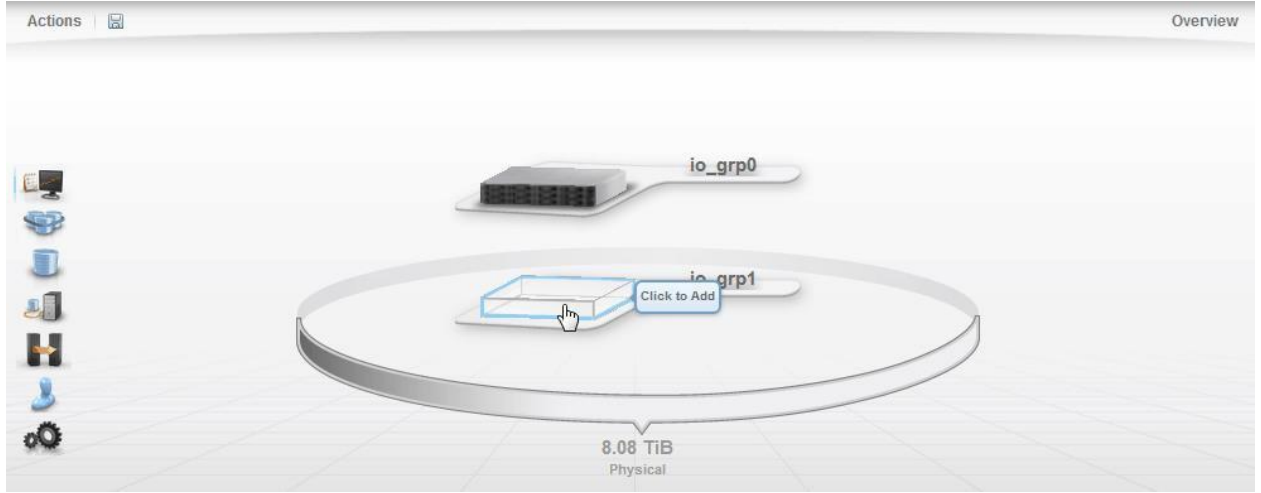 Actions
Overview
io_grp0
io_grp1
Click to Add
8.08 TiB
Physical